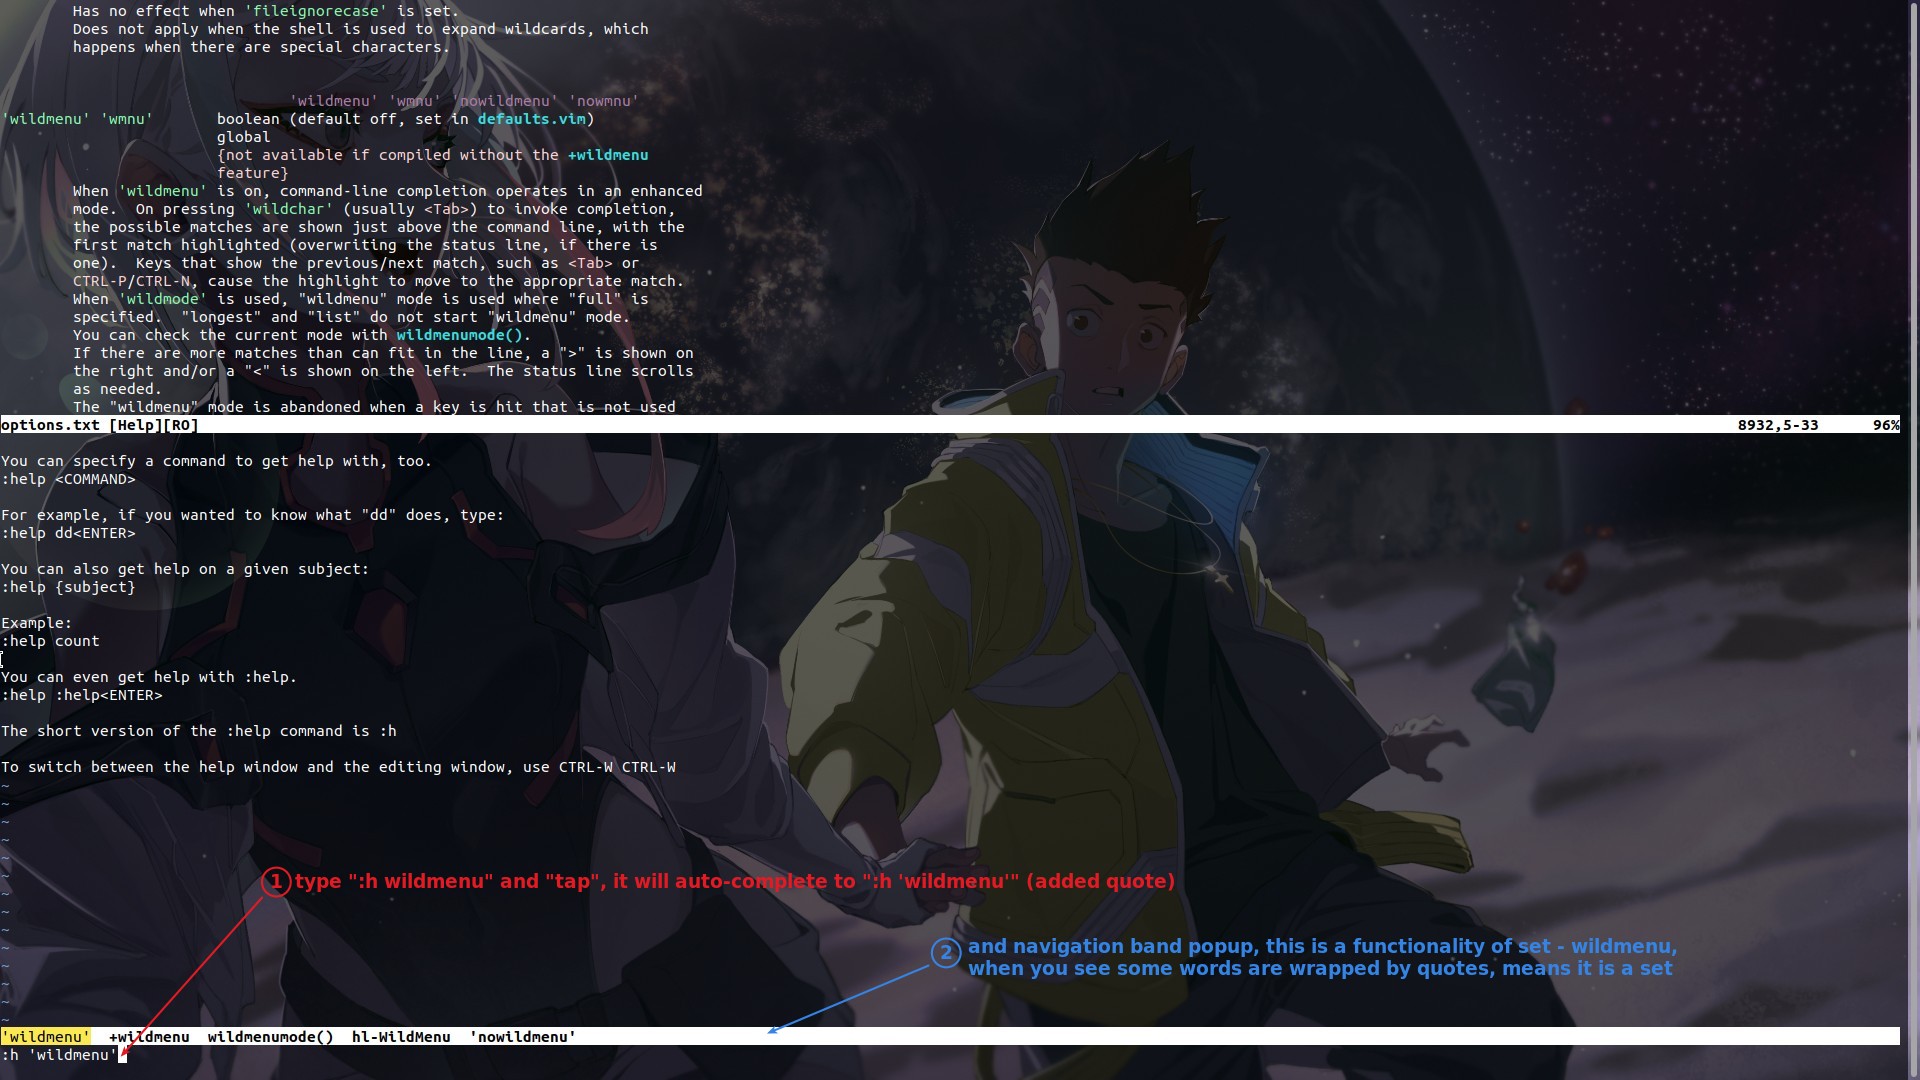 Has no effect when 'fileignorecase' is set.
Does not apply when the shell is used to expand wildcards, which
happens when there are special characters.
'wildmenu' 'wmnu' 'nowildmenu' 'nowmnu'
'wildmenu' 'wmnu' boolean (default off, set in defaults.vim)
global
{not available if compiled without the +wildmenu
feature}
When 'wildmenu' is on, command-line completion operates in an enhanced
mode. On pressing 'wildchar' (usually <Tab>) to invoke completion,
the possible matches are shown just above the command line, with the
first match highlighted (overwriting the status line, if there is
one). Keys that show the previous/next match, such as <Tab> or
CTRL-P/CTRL-N, cause the highlight to move to the appropriate match.
When 'wildmode' is used, "wildmenu" mode is used where "full" is
specified. "longest" and "list" do not start "wildmenu" mode.
You can check the current mode with wildmenumode().
If there are more matches than can fit in the line, a ">" is shown on
the right and/or a "<" is shown on the left. The status line scrolls
as needed.
The "wildmenu" mode is abandoned when a key is hit that is not used
options.txt [Help][RO] 8932,5-33 96%
You can specify a command to get help with, too.
:help <COMMAND>
For example, if you wanted to know what "dd" does, type:
:help dd<ENTER>
You can also get help on a given subject:
:help {subject}
Example:
:help count
You can even get help with :help.
:help :help<ENTER>
The short version of the :help command is :h
To switch between the help window and the editing window, use CTRL-W CTRL-W
~
~
~
~
~
~
~
~
~
~
~
~
~
~
1 type ":h wildmenu" and "tap", it will auto-complete to ":h 'wildmenu'" (added quote)
2 and navigation band popup, this is a functionality of set - wildmenu,
when you see some words are wrapped by quotes, means it is a set
'wildmenu' +wildmenu wildmenumode() hl-WildMenu 'nowildmenu'
:h 'wildmenu'